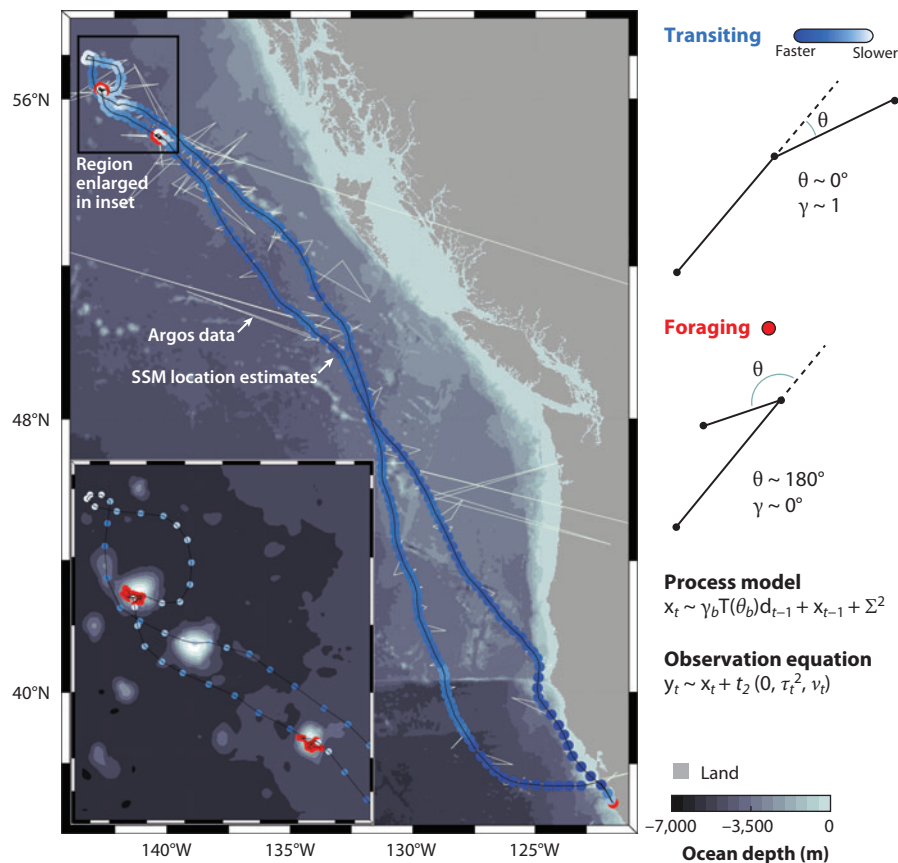 56°N
48°N
40°N
140°W
135°W
130°W
125°W
Region
enlarged
in inset
Argos data
SSM location estimates
Transiting
Faster
Slower
θ
θ ~ 0°
γ ~ 1
Foraging
θ
θ ~ 180°
γ ~ 0°
Process model
xₜ ~ γ_bT(θ_b)dₜ₋₁ + xₜ₋₁ + Σ²
Observation equation
yₜ ~ xₜ + t₂ (0, τₜ², νₜ)
Land
−7,000
−3,500
0
Ocean depth (m)